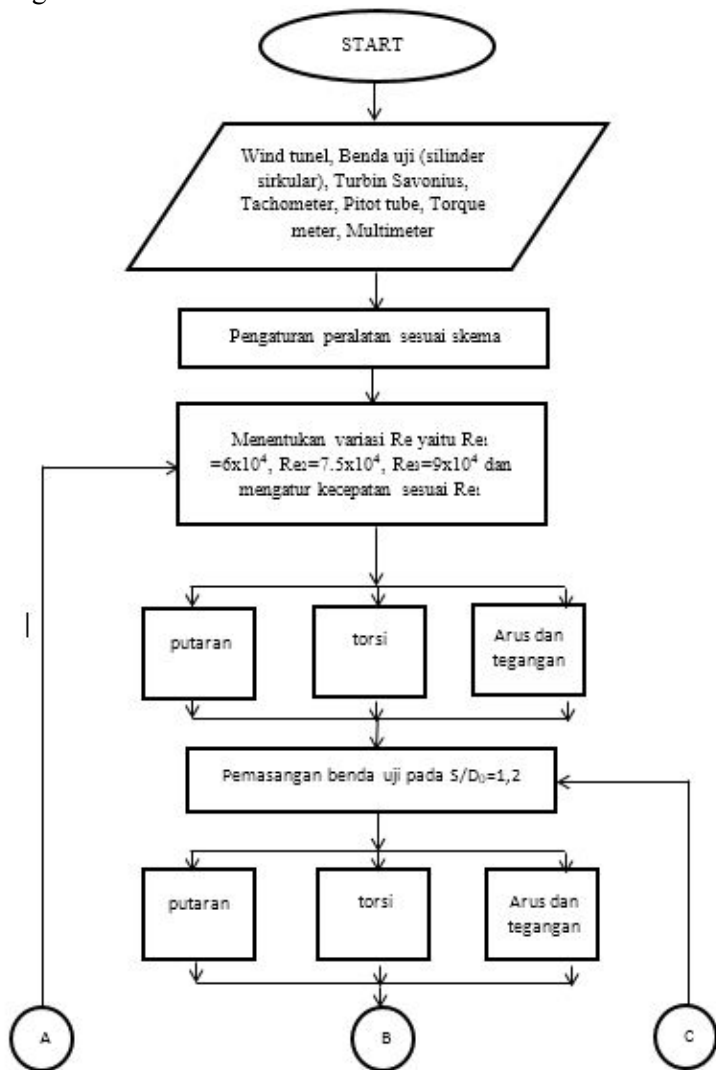 START
Wind tunel, Benda uji (silinder
sirkular), Turbin Savonius,
Tachometer, Pitot tube, Torque
meter, Multimeter
Pengaturan peralatan sesuai skema
Menentukan variasi Re yaitu Re₁
=6x10⁴, Re₂=7.5x10⁴, Re₃=9x10⁴ dan
mengatur kecepatan sesuai Re₁
putaran
torsi
Arus dan
tegangan
Pemasangan benda uji pada S/D₀=1,2
putaran
torsi
Arus dan
tegangan
A
B
C